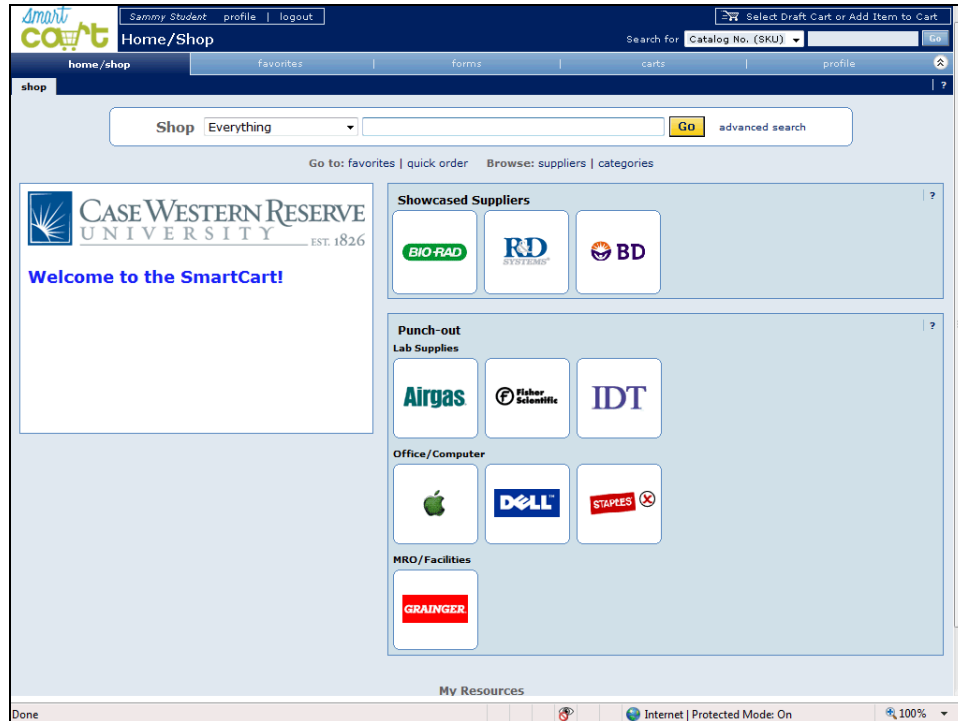 Smart
cart
Sammy Student profile | logout
Select Draft Cart or Add Item to Cart
Home/Shop
Search for Catalog No. (SKU) Go
home/shop favorites | forms | carts | profile
shop | ?
Shop Everything Go advanced search
Go to: favorites | quick order Browse: suppliers | categories
CASE WESTERN RESERVE
UNIVERSITY EST. 1826
Welcome to the SmartCart!
Showcased Suppliers ?
BIO-RAD R&D SYSTEMS® BD
Punch-out ?
Lab Supplies
Airgas. Fisher Scientific IDT
Office/Computer
DELL™ STAPLES
MRO/Facilities
GRAINGER.
My Resources
Done Internet | Protected Mode: On 100%